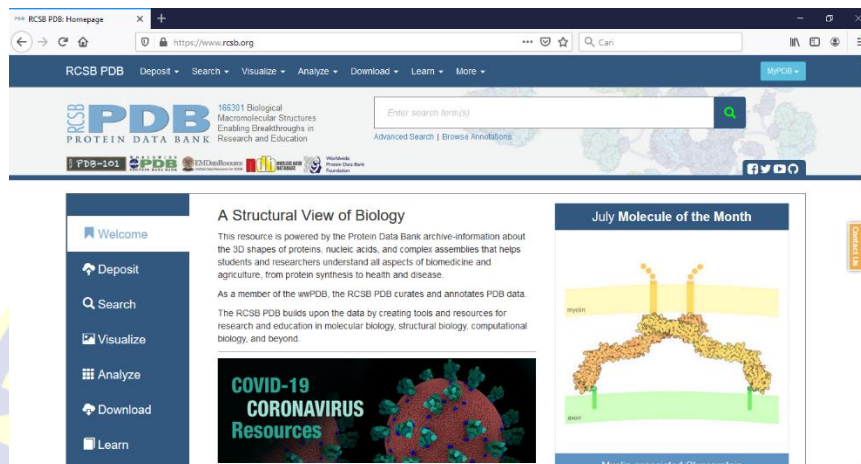 RCSB PDB: Homepage
https://www.rcsb.org
Cari
RCSB PDB Deposit Search Visualize Analyze Download Learn More MyPDB
RCSB PDB
PROTEIN DATA BANK
166301 Biological
Macromolecular Structures
Enabling Breakthroughs in
Research and Education
Enter search term(s)
Advanced Search | Browse Annotations
PDB-101
WORLDWIDE PDB PROTEIN DATA BANK
EMDataResource
NUCLEIC ACID DATABASE
Worldwide
Protein Data Bank
Foundation
Contact Us
Welcome
Deposit
Search
Visualize
Analyze
Download
Learn
A Structural View of Biology
This resource is powered by the Protein Data Bank archive-information about
the 3D shapes of proteins, nucleic acids, and complex assemblies that helps
students and researchers understand all aspects of biomedicine and
agriculture, from protein synthesis to health and disease.
As a member of the wwPDB, the RCSB PDB curates and annotates PDB data.
The RCSB PDB builds upon the data by creating tools and resources for
research and education in molecular biology, structural biology, computational
biology, and beyond.
COVID-19
CORONAVIRUS
Resources
July Molecule of the Month
myelin
axon